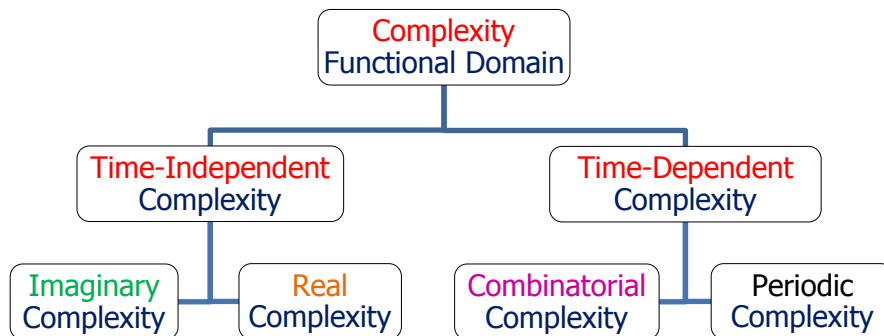 Complexity
Functional Domain
Time-Independent
Complexity
Time-Dependent
Complexity
Imaginary
Complexity
Real
Complexity
Combinatorial
Complexity
Periodic
Complexity